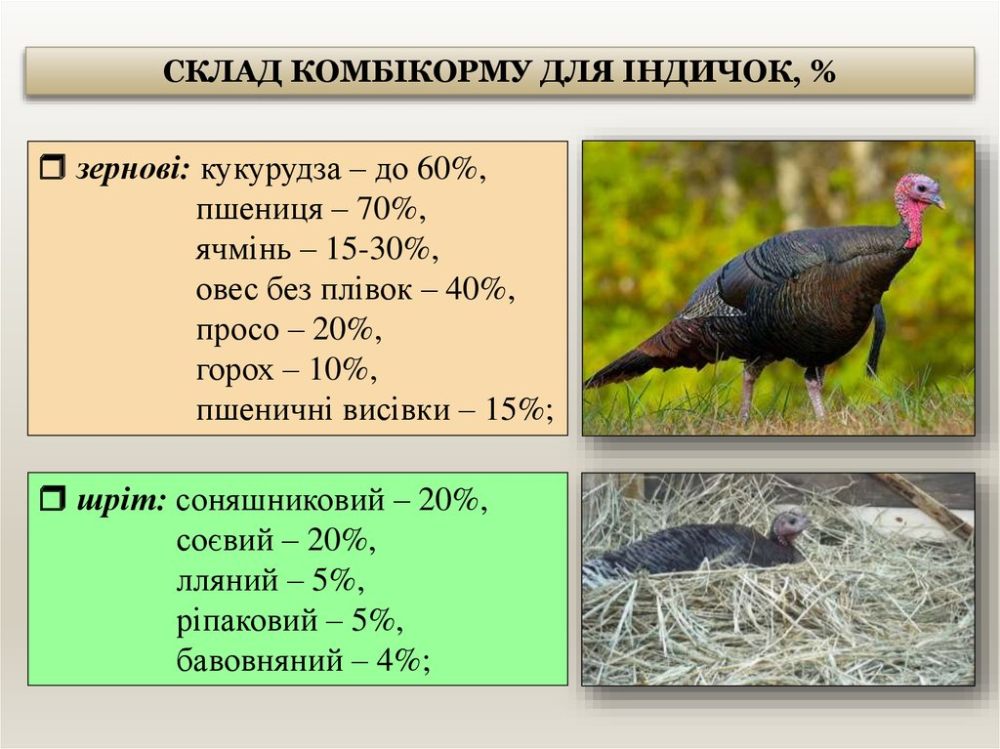 СКЛАД КОМБІКОРМУ ДЛЯ ІНДИЧОК, %
❒ зернові: кукурудза – до 60%,
пшениця – 70%,
ячмінь – 15-30%,
овес без плівок – 40%,
просо – 20%,
горох – 10%,
пшеничні висівки – 15%;
❒ шріт: соняшниковий – 20%,
соєвий – 20%,
лляний – 5%,
ріпаковий – 5%,
бавовняний – 4%;